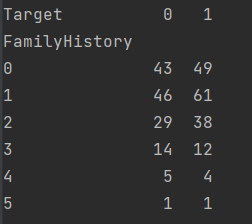 Target 0 1
FamilyHistory
0 43 49
1 46 61
2 29 38
3 14 12
4 5 4
5 1 1